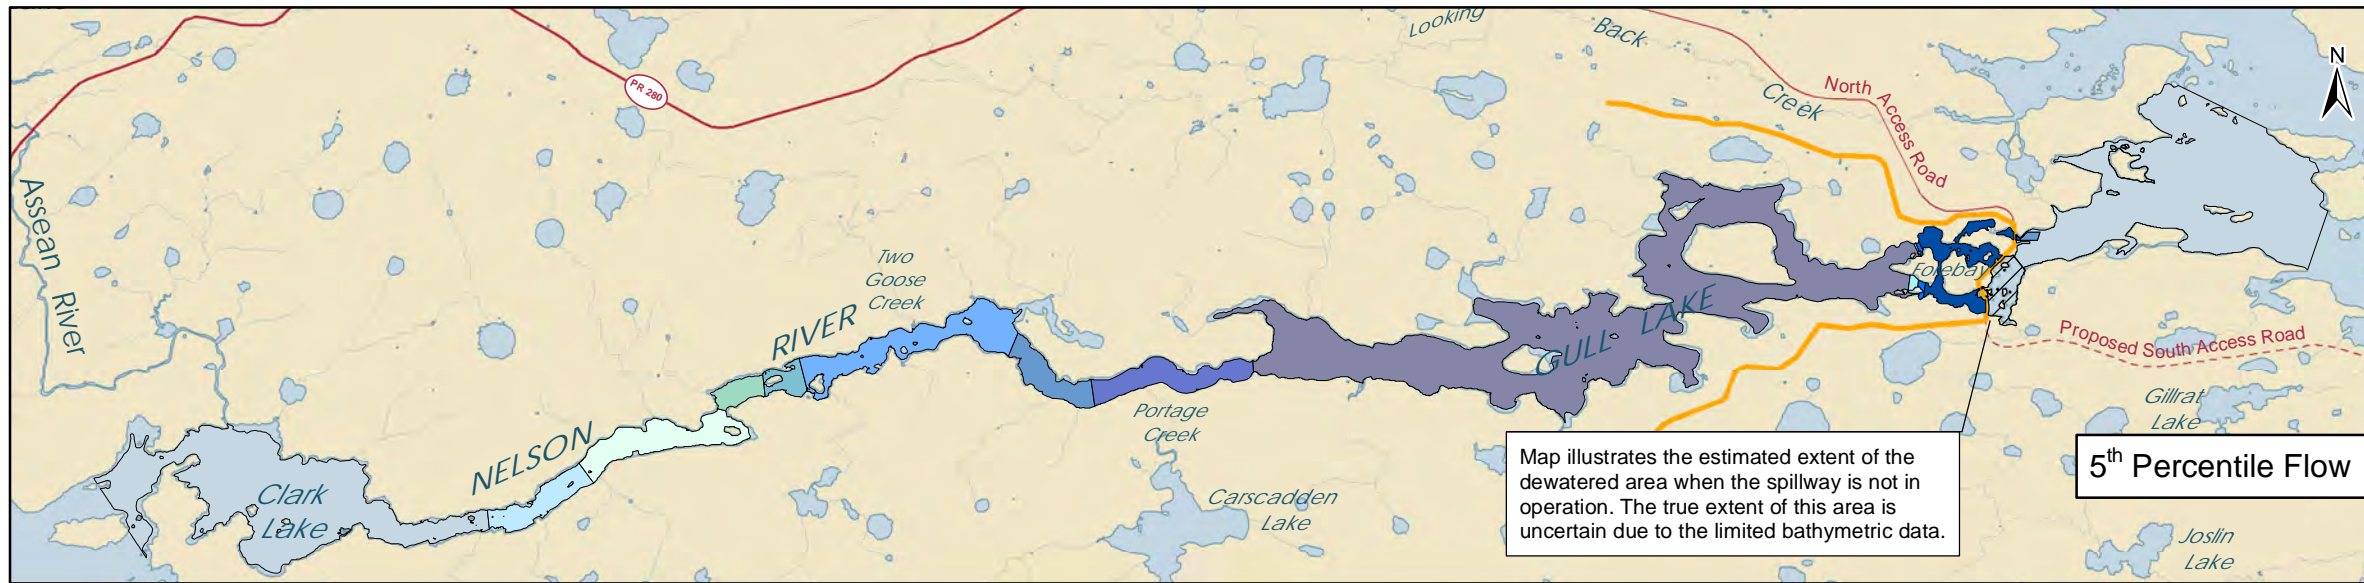 Looking
Back
Creek
North Access Road
N
PR 280
Assean
River
Two
Goose
Creek
RIVER
NELSON
Clark
Lake
Portage
Creek
Carscadden
Lake
GULL LAKE
Forebay
Proposed South Access Road
Gillrat
Lake
Joslin
Lake
Map illustrates the estimated extent of the
dewatered area when the spillway is not in
operation. The true extent of this area is
uncertain due to the limited bathymetric data.
5th Percentile Flow